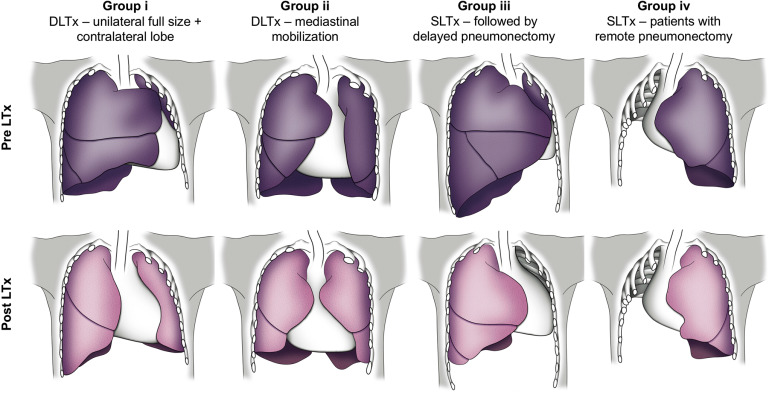 Group i
DLTx – unilateral full size +
contralateral lobe
Group ii
DLTx – mediastinal
mobilization
Group iii
SLTx – followed by
delayed pneumonectomy
Group iv
SLTx – patients with
remote pneumonectomy
Pre LTx
Post LTx